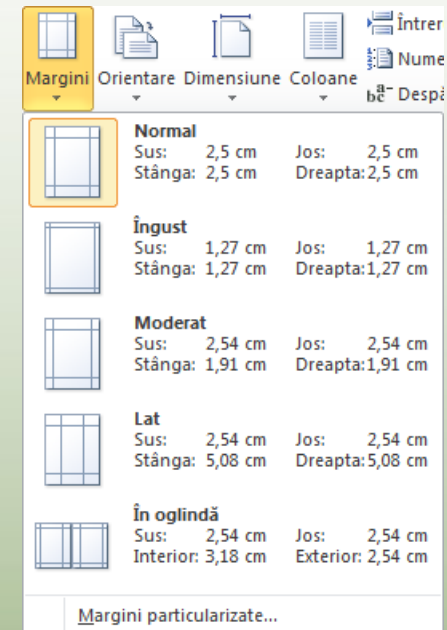 Întrer
Nume
Despă
Margini Orientare Dimensiune Coloane
Normal
Sus: 2,5 cm Jos: 2,5 cm
Stânga: 2,5 cm Dreapta: 2,5 cm
Îngust
Sus: 1,27 cm Jos: 1,27 cm
Stânga: 1,27 cm Dreapta: 1,27 cm
Moderat
Sus: 2,54 cm Jos: 2,54 cm
Stânga: 1,91 cm Dreapta: 1,91 cm
Lat
Sus: 2,54 cm Jos: 2,54 cm
Stânga: 5,08 cm Dreapta: 5,08 cm
În oglindă
Sus: 2,54 cm Jos: 2,54 cm
Interior: 3,18 cm Exterior: 2,54 cm
Margini particularizate...